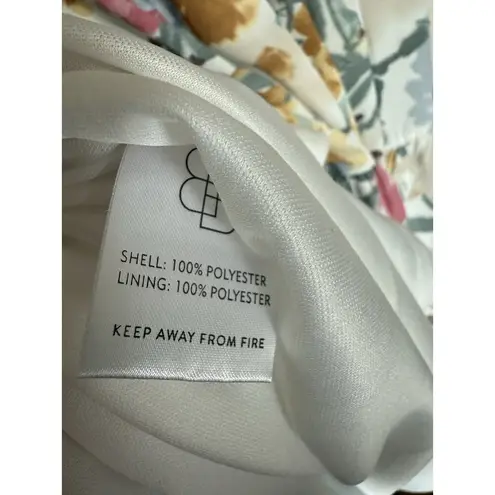 SHELL: 100% POLYESTER
LINING: 100% POLYESTER
KEEP AWAY FROM FIRE